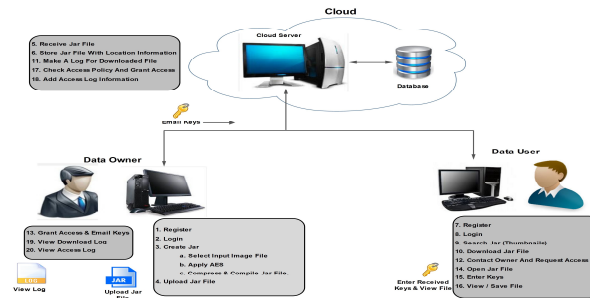 Cloud
Cloud Server
Database
5. Receive Jar File
6. Store Jar File With Location Information
11. Make A Log For Downloaded File
17. Check Access Policy And Grant Access
18. Add Access Log Information
Email Keys
Data Owner
Data User
13. Grant Access & Email Keys
19. View Download Log
20. View Access Log
1. Register
2. Login
3. Create Jar
a. Select Input Image File
b. Apply AES
c. Compress & Compile Jar File
4. Upload Jar File
7. Register
8. Login
9. Search Jar (Thumbnails)
10. Download Jar File
12. Contact Owner And Request Access
14. Open Jar File
15. Enter Keys
16. View / Save File
LOG
View Log
JAR
Upload Jar
File
Enter Received
Keys & View File